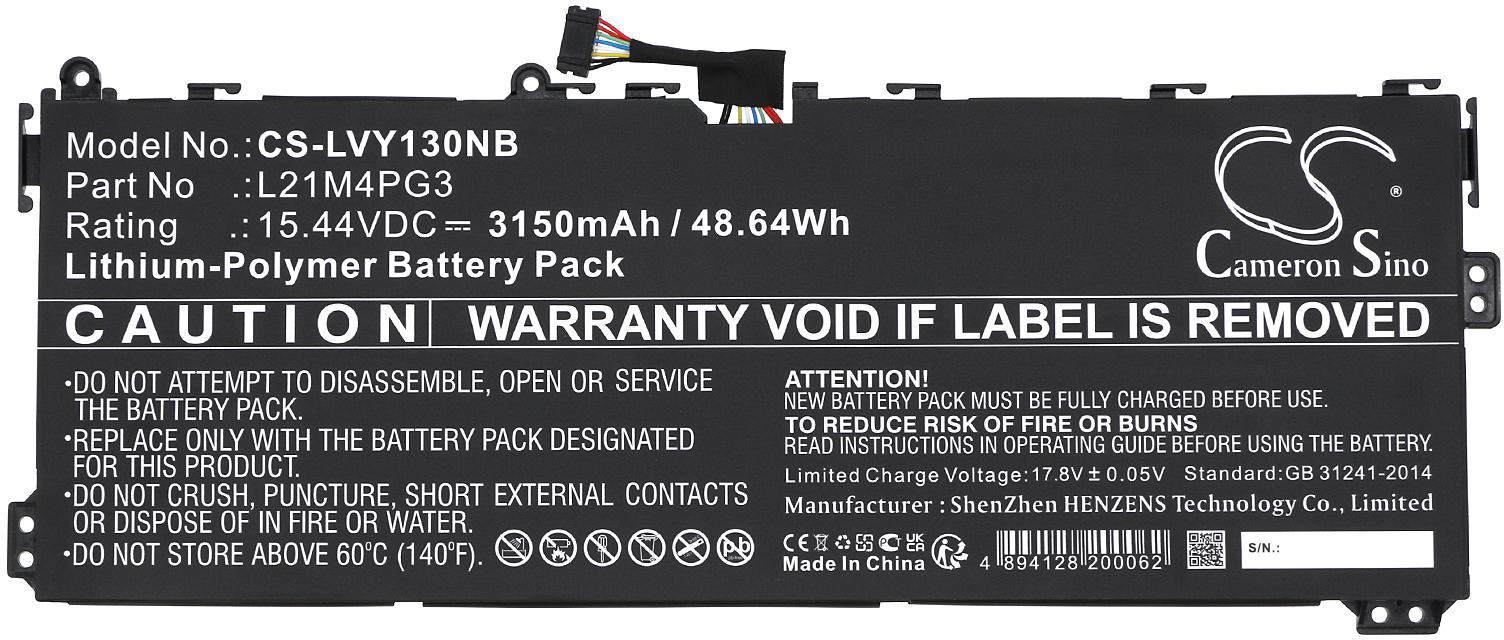 Model No.: CS-LVY130NB
Part No .: L21M4PG3
Rating .: 15.44VDC⎓ 3150mAh / 48.64Wh
Lithium-Polymer Battery Pack
®
Cameron Sino
CAUTION
WARRANTY VOID IF LABEL IS REMOVED
•DO NOT ATTEMPT TO DISASSEMBLE, OPEN OR SERVICE
THE BATTERY PACK.
•REPLACE ONLY WITH THE BATTERY PACK DESIGNATED
FOR THIS PRODUCT.
•DO NOT CRUSH, PUNCTURE, SHORT EXTERNAL CONTACTS
OR DISPOSE OF IN FIRE OR WATER.
•DO NOT STORE ABOVE 60°C (140°F).
Pb
ATTENTION!
NEW BATTERY PACK MUST BE FULLY CHARGED BEFORE USE.
TO REDUCE RISK OF FIRE OR BURNS
READ INSTRUCTIONS IN OPERATING GUIDE BEFORE USING THE BATTERY.
Limited Charge Voltage:17.8V±0.05V Standard:GB 31241-2014
Manufacturer : ShenZhen HENZENS Technology Co., Limited
CE UK CA
Made In China
4 894128 200062
S/N.: